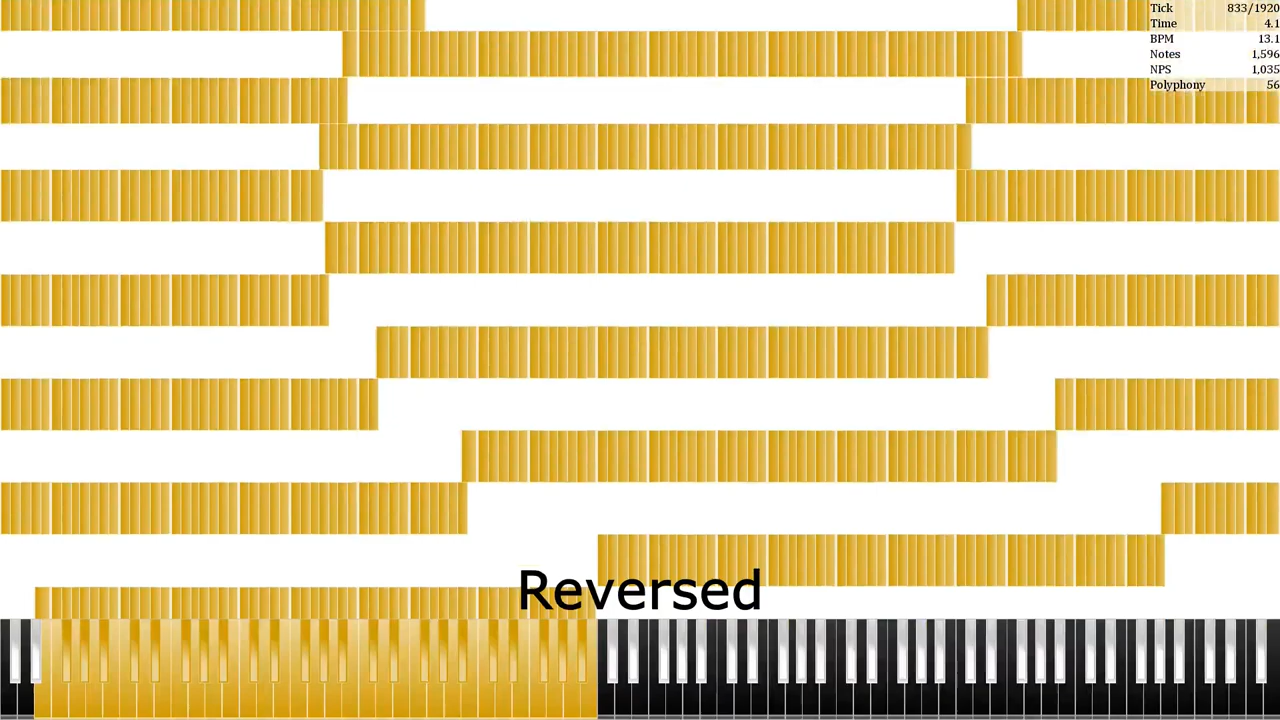 Tick 833/1920
Time 4.1
BPM 13.1
Notes 1,596
NPS 1,035
Polyphony 56
Reversed